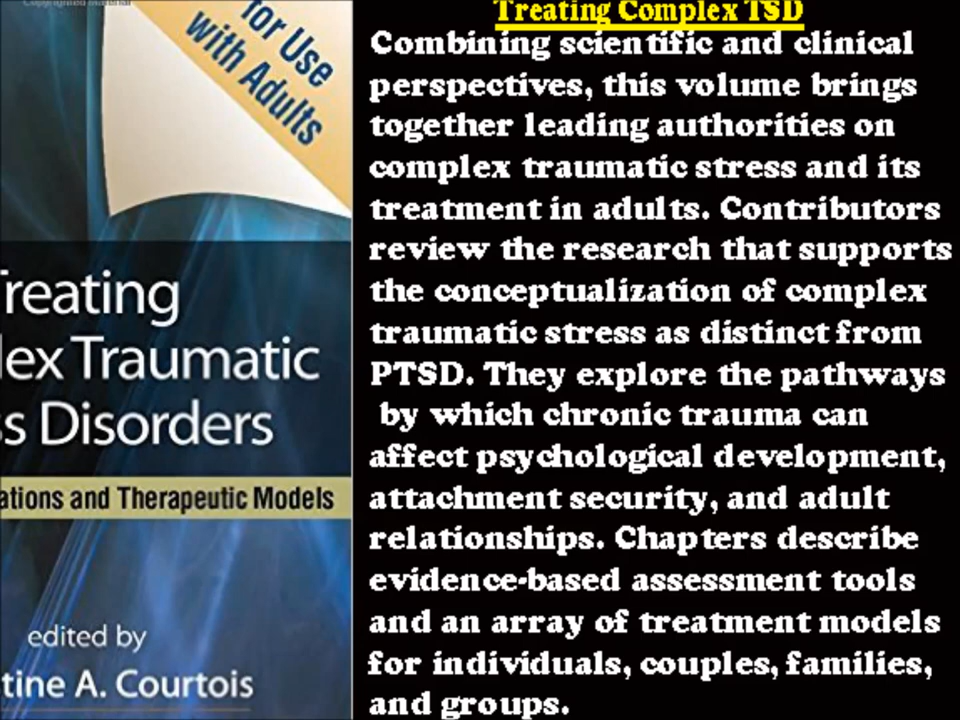 Copyrighted Material
for Use
with Adults
Treating
lex Traumatic
s Disorders
ations and Therapeutic Models
edited by
tine A. Courtois
Treating Complex TSD
Combining scientific and clinical
perspectives, this volume brings
together leading authorities on
complex traumatic stress and its
treatment in adults. Contributors
review the research that supports
the conceptualization of complex
traumatic stress as distinct from
PTSD. They explore the pathways
by which chronic trauma can
affect psychological development,
attachment security, and adult
relationships. Chapters describe
evidence-based assessment tools
and an array of treatment models
for individuals, couples, families,
and groups.